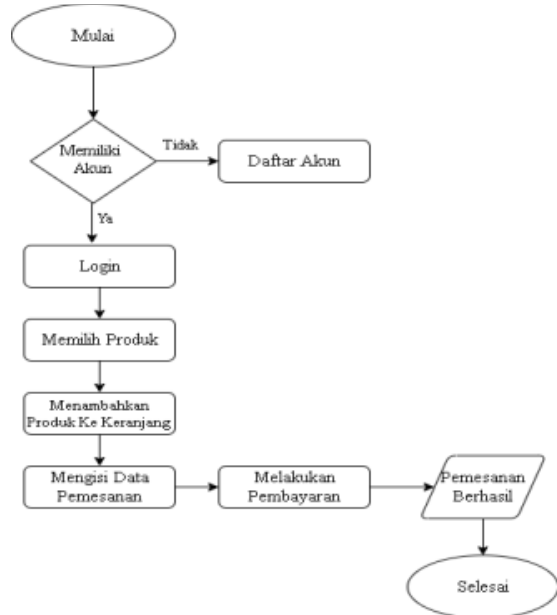 Mulai
Memiliki
Akun
Tidak
Daftar Akun
Ya
Login
Memilih Produk
Menambahkan
Produk Ke Keranjang
Mengisi Data
Pemesanan
Melakukan
Pembayaran
Pemesanan
Berhasil
Selesai